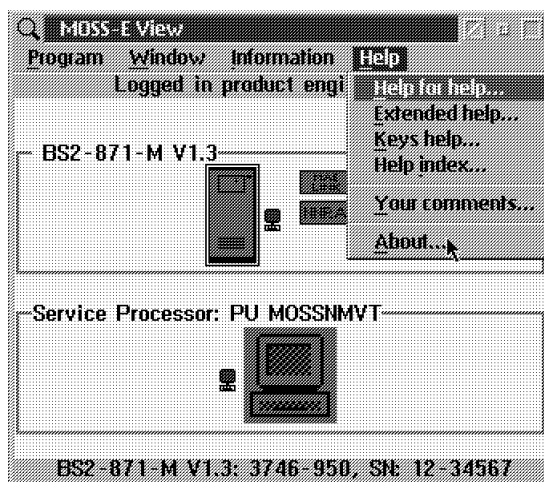 MOSS-E View
Program Window Information Help
Logged in product engi
Help for help...
Extended help...
Keys help...
Help index...
Your comments...
About...
BS2-871-M V1.3
LINK
Service Processor: PU MOSSNMVT
BS2-871-M V1.3: 3746-950, SN: 12-34567